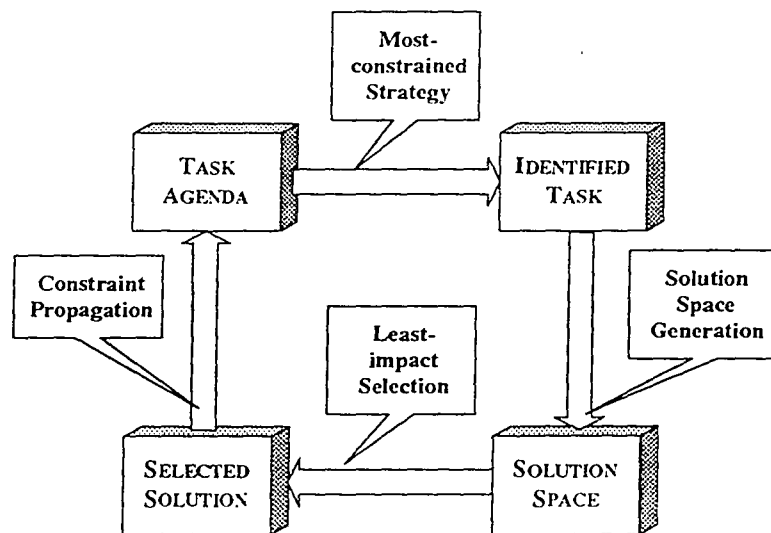 Most-
constrained
Strategy
TASK
AGENDA
IDENTIFIED
TASK
Constraint
Propagation
Least-
impact
Selection
Solution
Space
Generation
SELECTED
SOLUTION
SOLUTION
SPACE